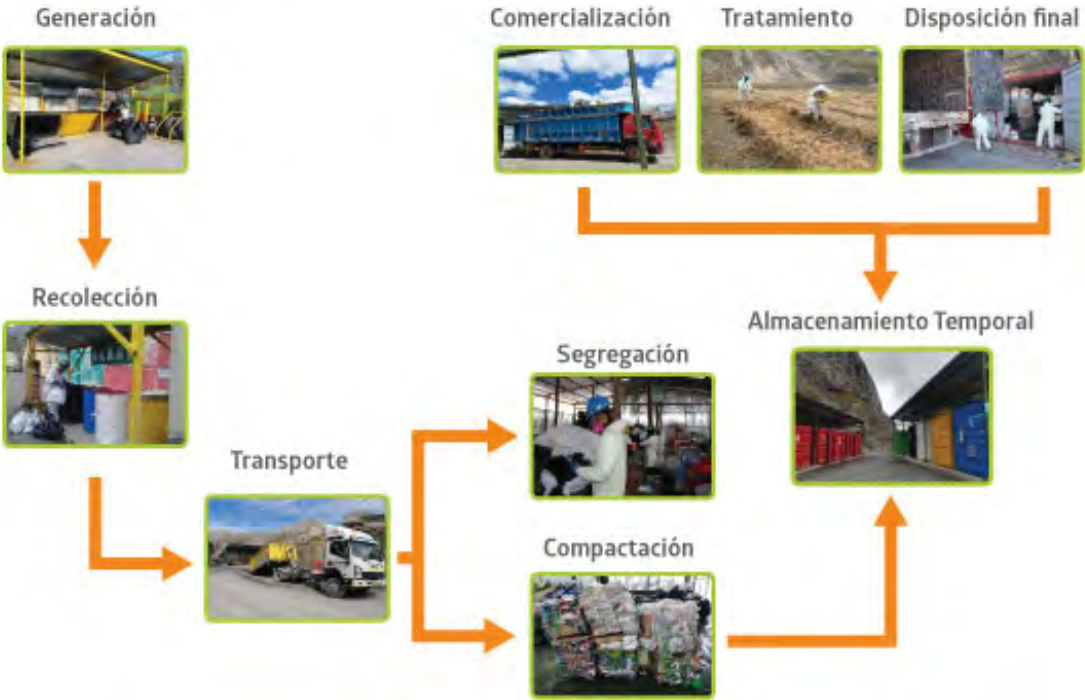 Generación
Comercialización
Tratamiento
Disposición final
Recolección
Almacenamiento Temporal
Segregación
Transporte
Compactación